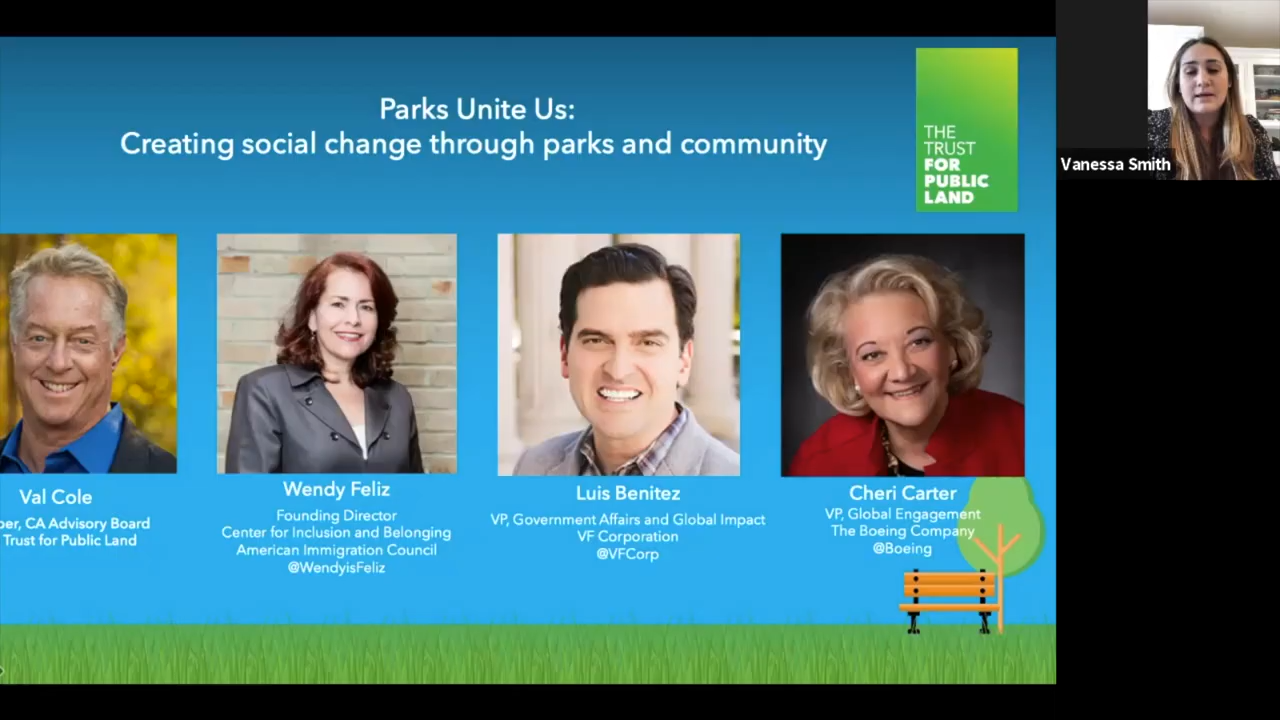 Parks Unite Us:
Creating social change through parks and community
THE
TRUST
FOR
PUBLIC
LAND
Vanessa Smith
Val Cole
CA Advisory Board
Trust for Public Land
Wendy Feliz
Founding Director
Center for Inclusion and Belonging
American Immigration Council
@WendyisFeliz
Luis Benitez
VP, Government Affairs and Global Impact
VF Corporation
@VFCorp
Cheri Carter
VP, Global Engagement
The Boeing Company
@Boeing